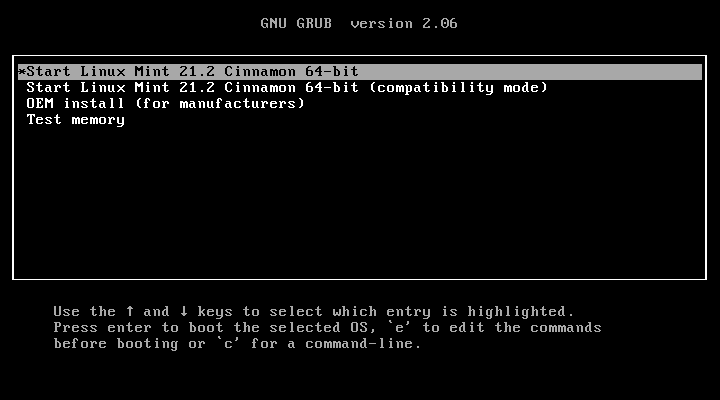 GNU GRUB  version 2.06
*Start Linux Mint 21.2 Cinnamon 64-bit
Start Linux Mint 21.2 Cinnamon 64-bit (compatibility mode)
OEM install (for manufacturers)
Test memory
Use the ↑ and ↓ keys to select which entry is highlighted.
Press enter to boot the selected OS, `e' to edit the commands
before booting or `c' for a command-line.